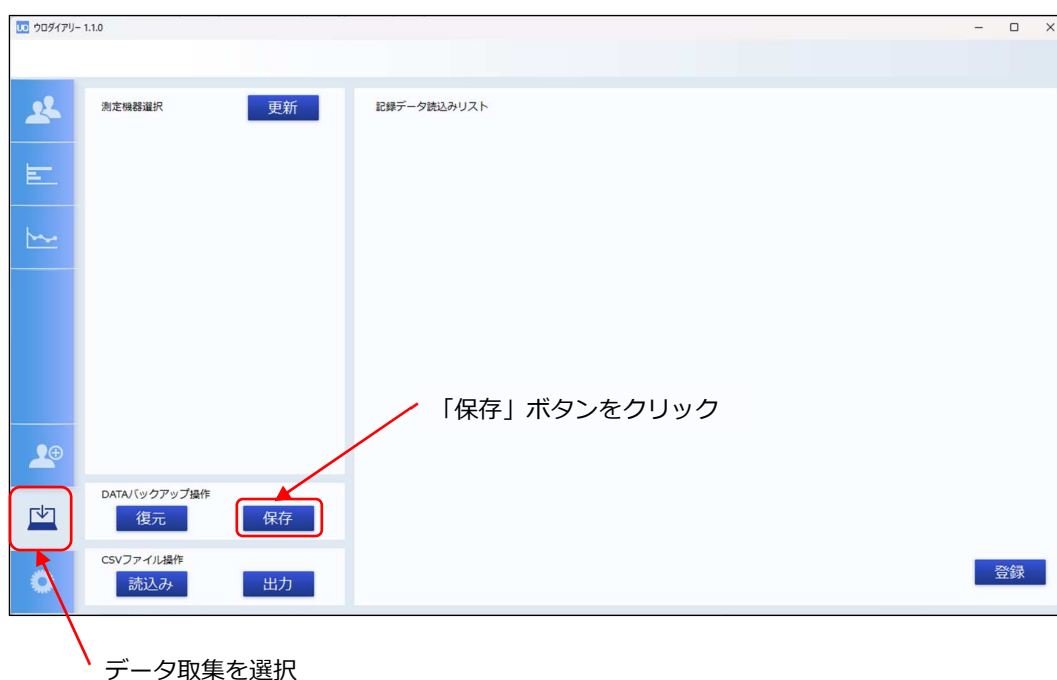 UD ウロダイアリー 1.1.0
測定機器選択
更新
記録データ読込みリスト
「保存」ボタンをクリック
DATAバックアップ操作
復元
保存
CSVファイル操作
読込み
出力
登録
データ取集を選択